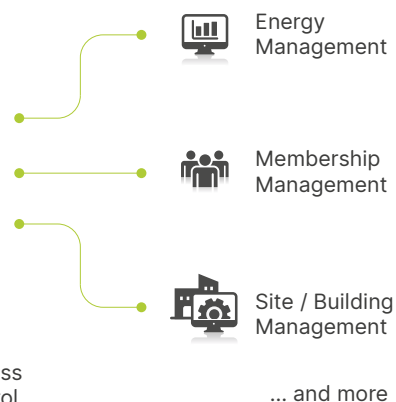 Energy
Management
Membership
Management
Site / Building
Management
... and more